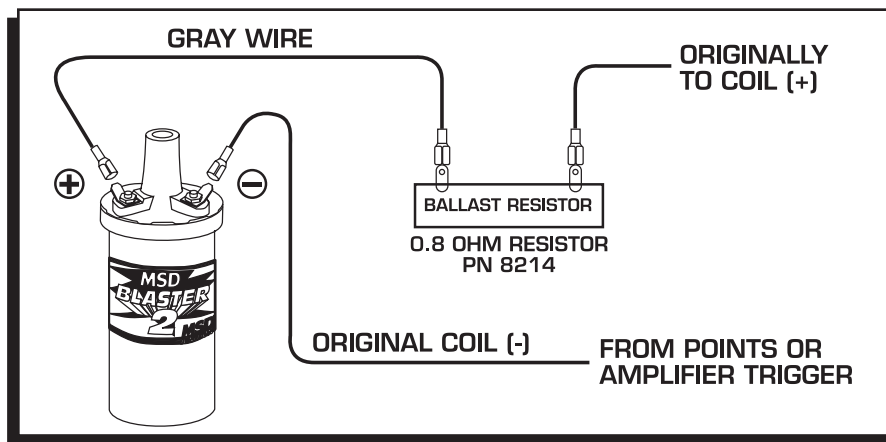 GRAY WIRE
ORIGINALLY
TO COIL (+)
+
−
BALLAST RESISTOR
0.8 OHM RESISTOR
PN 8214
MSD
BLASTER
2
MSD
ORIGINAL COIL (-)
FROM POINTS OR
AMPLIFIER TRIGGER